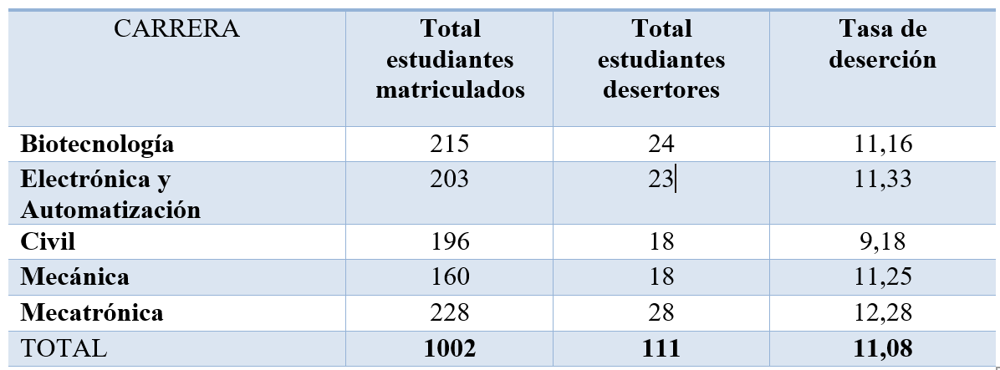 CARRERA Total estudiantes matriculados Total estudiantes desertores Tasa de deserción
Biotecnología 215 24 11,16
Electrónica y Automatización 203 23 11,33
Civil 196 18 9,18
Mecánica 160 18 11,25
Mecatrónica 228 28 12,28
TOTAL 1002 111 11,08